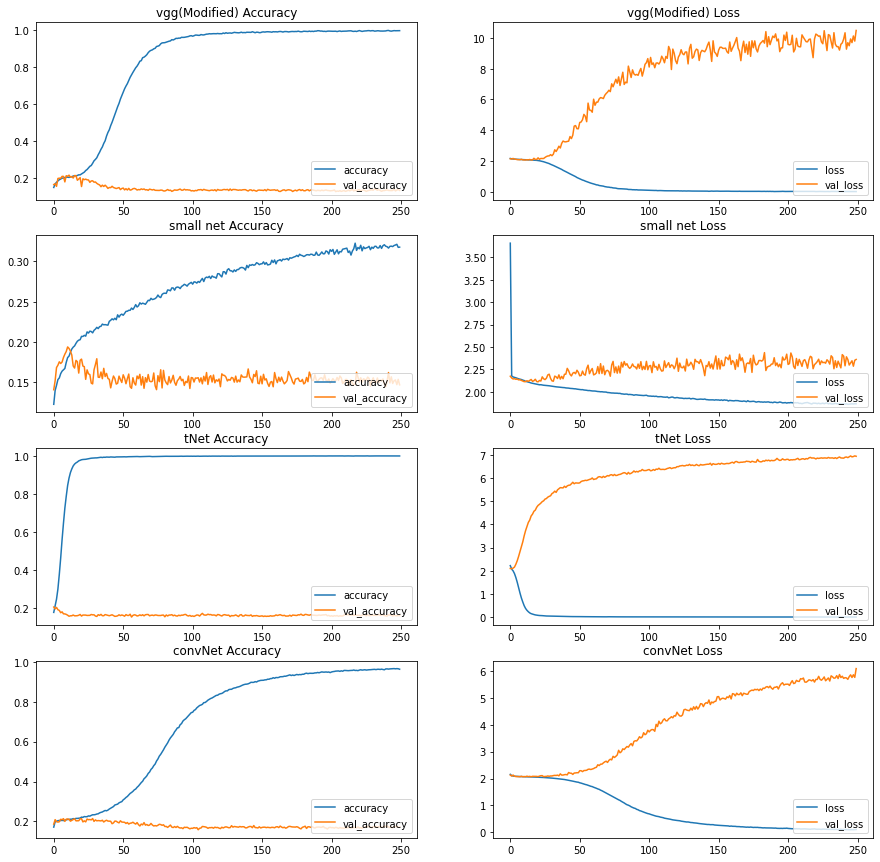 vgg(Modified) Accuracy
1.0
0.8
0.6
0.4
0.2
0 50 100 150 200 250
accuracy
val_accuracy
vgg(Modified) Loss
10
8
6
4
2
0
0 50 100 150 200 250
loss
val_loss
small net Accuracy
0.30
0.25
0.20
0.15
0 50 100 150 200 250
accuracy
val_accuracy
small net Loss
3.50
3.25
3.00
2.75
2.50
2.25
2.00
0 50 100 150 200 250
loss
val_loss
tNet Accuracy
1.0
0.8
0.6
0.4
0.2
0 50 100 150 200 250
accuracy
val_accuracy
tNet Loss
7
6
5
4
3
2
1
0
0 50 100 150 200 250
loss
val_loss
convNet Accuracy
1.0
0.8
0.6
0.4
0.2
0 50 100 150 200 250
accuracy
val_accuracy
convNet Loss
6
5
4
3
2
1
0
0 50 100 150 200 250
loss
val_loss